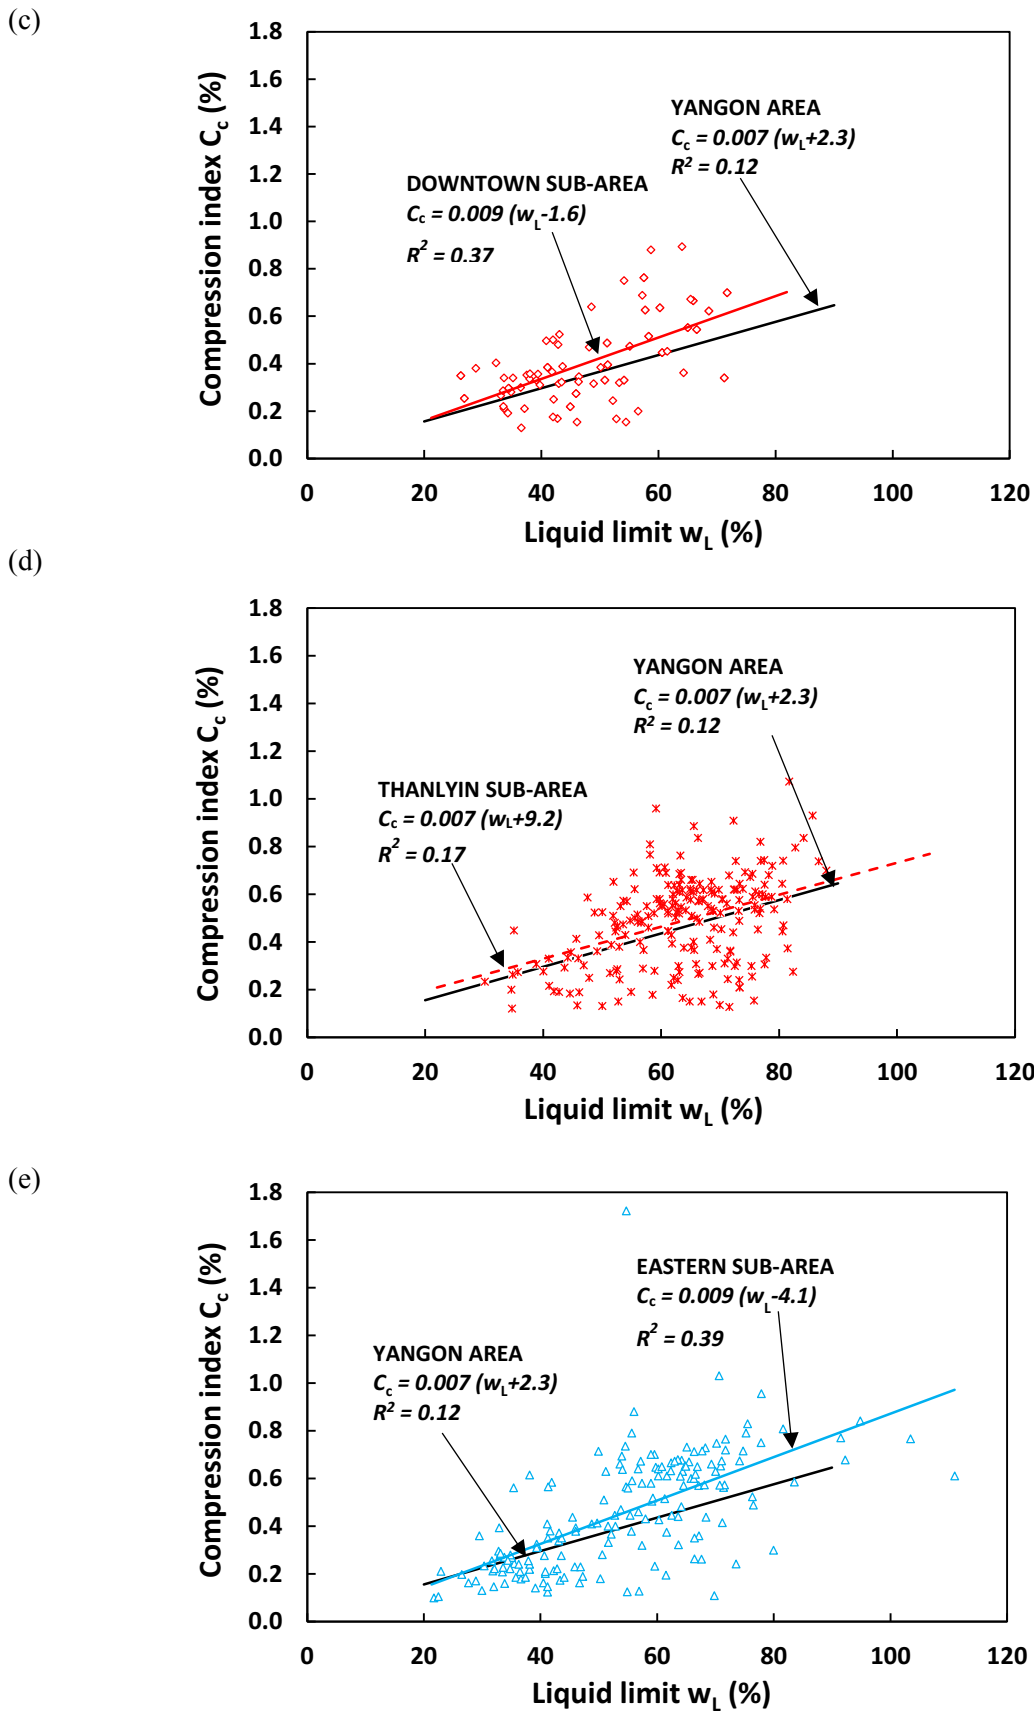 (c)
1.8
1.6
1.4
1.2
1.0
0.8
0.6
0.4
0.2
0.0
Compression index Cc (%)
YANGON AREA
Cc = 0.007 (wL+2.3)
R² = 0.12
DOWNTOWN SUB-AREA
Cc = 0.009 (wL-1.6)
R² = 0.37
0 20 40 60 80 100 120
Liquid limit wL (%)
(d)
1.8
1.6
1.4
1.2
1.0
0.8
0.6
0.4
0.2
0.0
Compression index Cc (%)
YANGON AREA
Cc = 0.007 (wL+2.3)
R² = 0.12
THANLYIN SUB-AREA
Cc = 0.007 (wL+9.2)
R² = 0.17
0 20 40 60 80 100 120
Liquid limit wL (%)
(e)
1.8
1.6
1.4
1.2
1.0
0.8
0.6
0.4
0.2
0.0
Compression index Cc (%)
EASTERN SUB-AREA
Cc = 0.009 (wL-4.1)
R² = 0.39
YANGON AREA
Cc = 0.007 (wL+2.3)
R² = 0.12
0 20 40 60 80 100 120
Liquid limit wL (%)